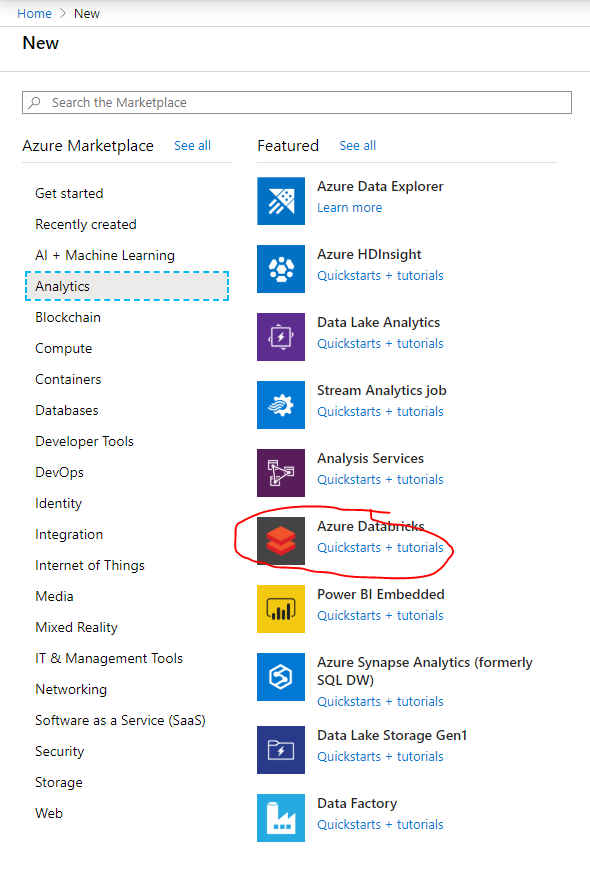 Home > New
New
Search the Marketplace
Azure Marketplace See all
Get started
Recently created
AI + Machine Learning
Analytics
Blockchain
Compute
Containers
Databases
Developer Tools
DevOps
Identity
Integration
Internet of Things
Media
Mixed Reality
IT & Management Tools
Networking
Software as a Service (SaaS)
Security
Storage
Web
Featured See all
Azure Data Explorer
Learn more
Azure HDInsight
Quickstarts + tutorials
Data Lake Analytics
Quickstarts + tutorials
Stream Analytics job
Quickstarts + tutorials
Analysis Services
Quickstarts + tutorials
Azure Databricks
Quickstarts + tutorials
Power BI Embedded
Quickstarts + tutorials
Azure Synapse Analytics (formerly
SQL DW)
Quickstarts + tutorials
Data Lake Storage Gen1
Quickstarts + tutorials
Data Factory
Quickstarts + tutorials